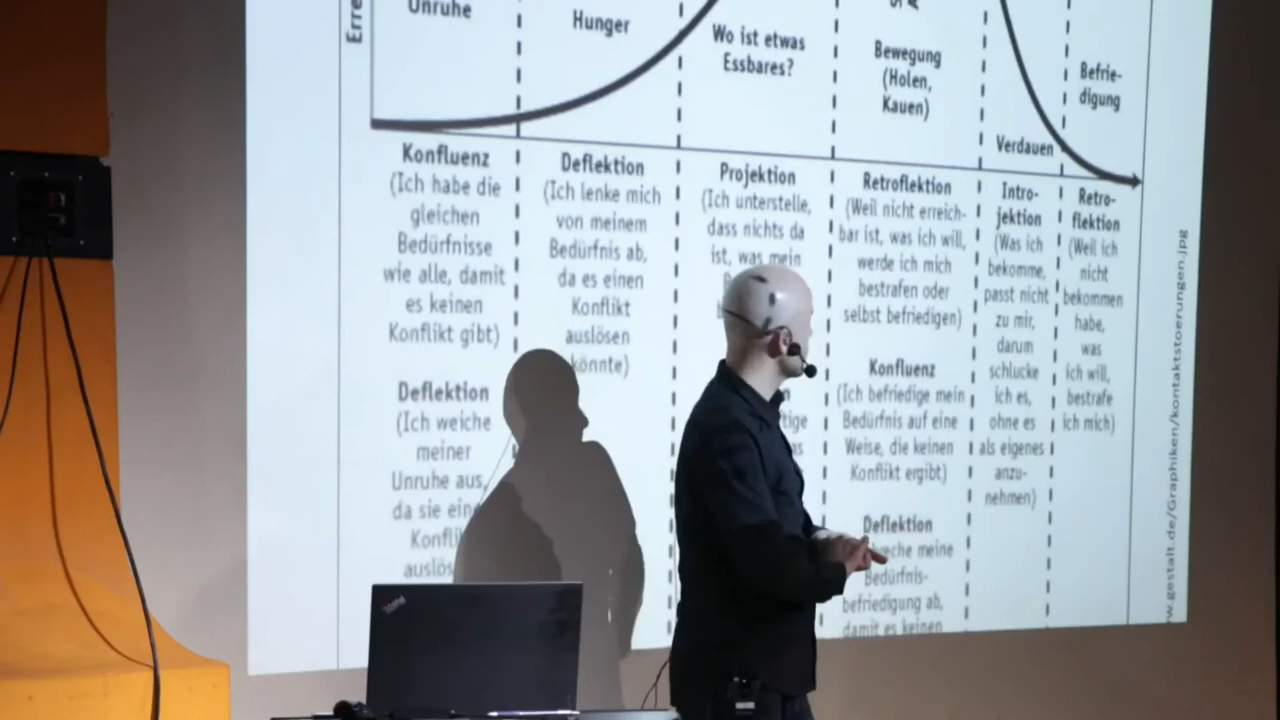 Unruhe
Hunger
Wo ist etwas
Essbares?
Bewegung
(Holen,
Kauen)
Verdauen
Befrie-
digung
Konfluenz
(Ich habe die
gleichen
Bedürfnisse
wie alle, damit
es keinen
Konflikt gibt)
Deflektion
(Ich weiche
meiner
Unruhe aus,
da sie
Deflektion
(Ich lenke mich
von meinem
Bedürfnis ab,
da es einen
Konflikt
auslösen
könnte)
Projektion
(Ich unterstelle,
dass nichts da
ist, was mein
Retroflektion
(Weil nicht erreich-
bar ist, was ich will,
werde ich mich
bestrafen oder
selbst befriedigen)
Konfluenz
(Ich befriedige mein
Bedürfnis auf eine
Weise, die keinen
Konflikt ergibt)
Deflektion
meine
Bedürfnis-
befriedigung ab,
damit es keinen
Intro-
jektion
(Was ich
bekomme,
passt nicht
zu mir,
darum
schlucke
ich es,
ohne es
als eigenes
anzu-
nehmen)
Retro-
flektion
(Weil ich
nicht
bekommen
habe,
was
ich will,
bestrafe
ich mich)
w.gestalt.de/Graphiken/kontaktstoerungen.jpg
ThinkPad